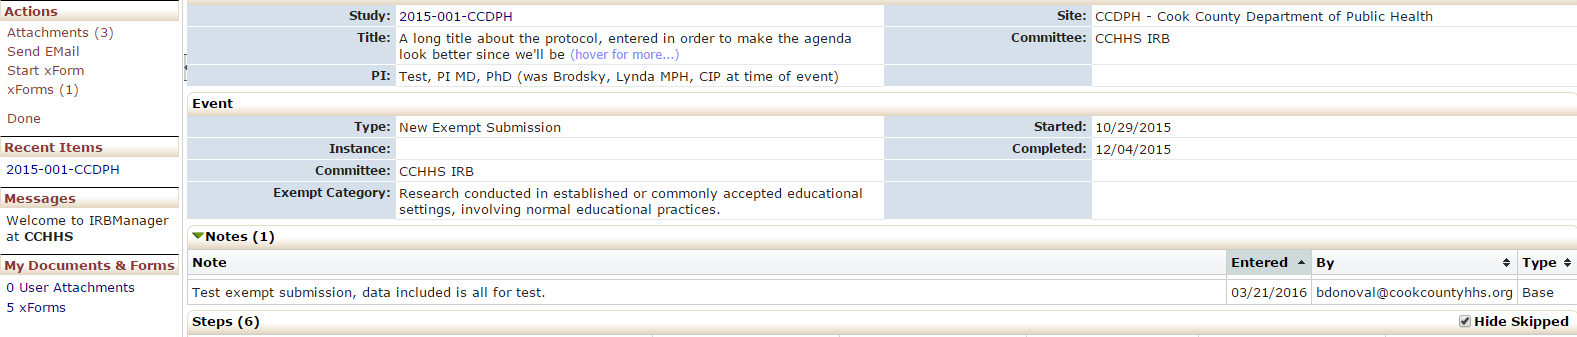 Actions
Attachments (3)
Send EMail
Start xForm
xForms (1)
Done
Recent Items
2015-001-CCDPH
Messages
Welcome to IRBManager
at CCHHS
My Documents & Forms
0 User Attachments
5 xForms
Study: 2015-001-CCDPH Site: CCDPH - Cook County Department of Public Health
Title: A long title about the protocol, entered in order to make the agenda Committee: CCHHS IRB
look better since we'll be (hover for more...)
PI: Test, PI MD, PhD (was Brodsky, Lynda MPH, CIP at time of event)
Event
Type: New Exempt Submission Started: 10/29/2015
Instance: Completed: 12/04/2015
Committee: CCHHS IRB
Exempt Category: Research conducted in established or commonly accepted educational
settings, involving normal educational practices.
Notes (1)
Note Entered By Type
Test exempt submission, data included is all for test. 03/21/2016 bdonoval@cookcountyhhs.org Base
Steps (6) Hide Skipped